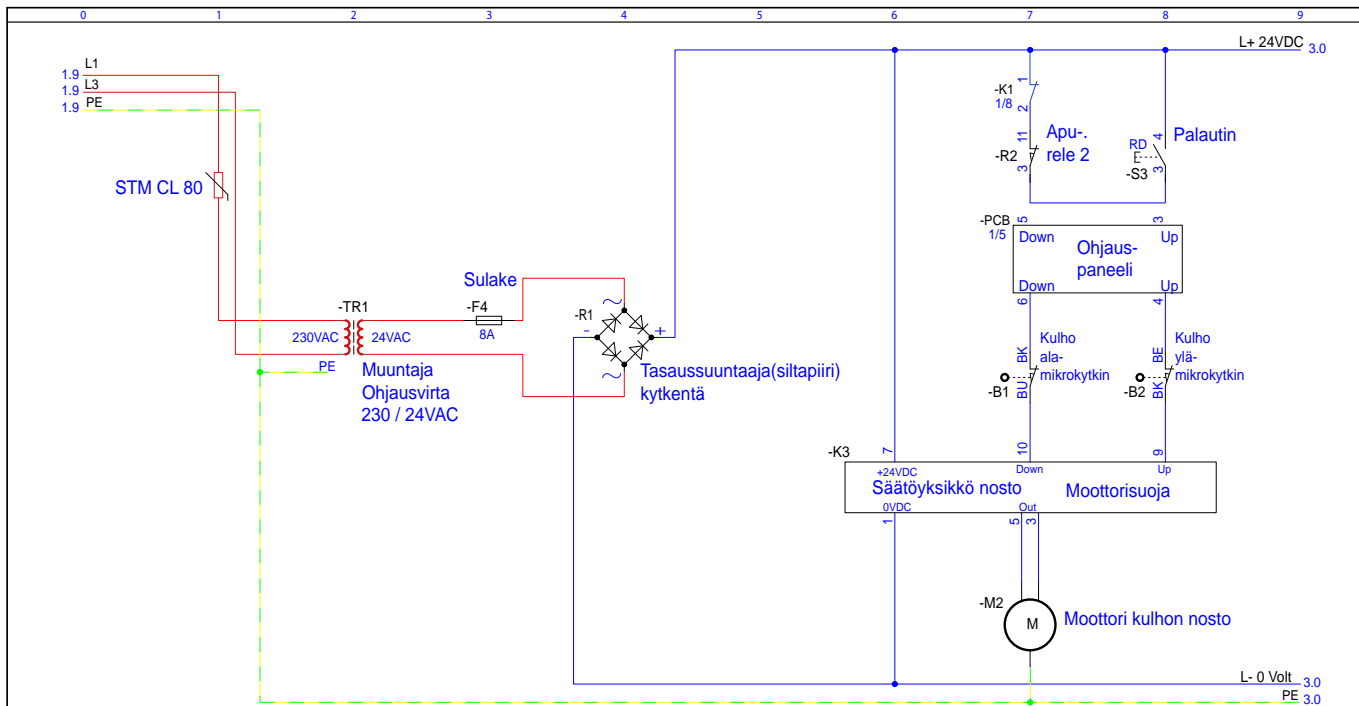 0 1 2 3 4 5 6 7 8 9
L1
1.9
L3
1.9
PE
1.9
L+ 24VDC 3.0
STM CL 80
-K1
1/8
1
2
11
-R2
3
Apu-.
rele 2
4
RD
-S3
3
Palautin
-PCB
1/5
5
3
Down
Up
Ohjaus-
paneeli
Down
Up
6
4
Sulake
-TR1
230VAC
24VAC
PE
-F4
8A
Muuntaja
Ohjausvirta
230 / 24VAC
-R1
-
+
Tasaussuuntaaja(siltapiiri)
kytkentä
BK
BU
-B1
Kulho
ala-
mikrokytkin
BE
BK
-B2
Kulho
ylä-
mikrokytkin
-K3
7
10
9
+24VDC
Down
Up
Säätöyksikkö nosto
Moottorisuoja
0VDC
Out
1
5
3
-M2
M
Moottori kulhon nosto
L- 0 Volt 3.0
PE 3.0